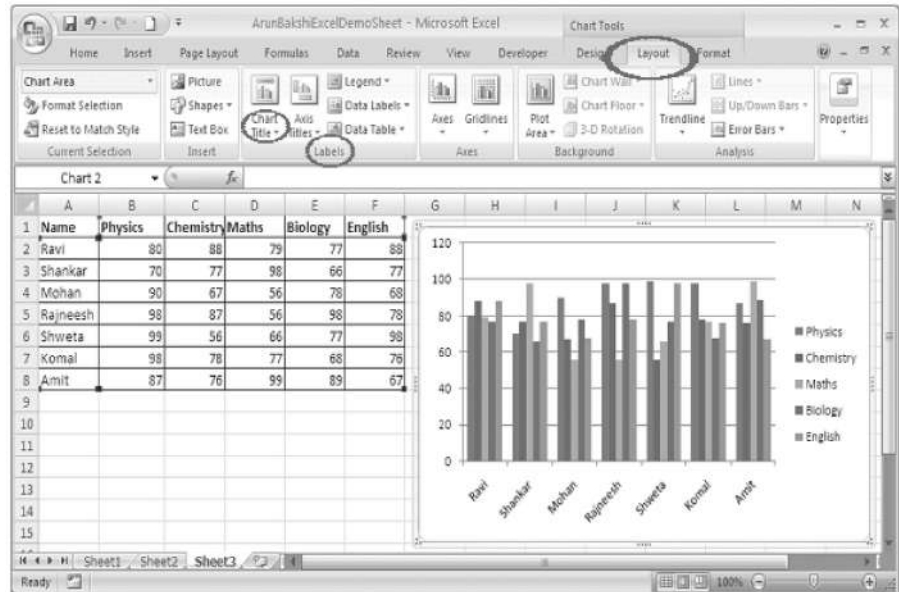 ArunBakshiExcelDemoSheet - Microsoft Excel
Chart Tools
Home Insert Page Layout Formulas Data Review View Developer Design Layout Format
Chart Area
Format Selection
Reset to Match Style
Current Selection
Picture
Shapes
Text Box
Insert
Chart Title
Axis Titles
Legend
Data Labels
Data Table
Labels
Axes
Gridlines
Axes
Plot Area
Chart Wall
Chart Floor
3-D Rotation
Background
Trendline
Lines
Up/Down Bars
Error Bars
Analysis
Properties
Chart 2
fx
A B C D E F G H I J K L M N
1 Name Physics Chemistry Maths Biology English
2 Ravi 80 88 79 77 88
3 Shankar 70 77 98 66 77
4 Mohan 90 67 56 78 68
5 Rajneesh 98 87 56 98 78
6 Shweta 99 56 66 77 98
7 Komal 98 78 77 68 76
8 Amit 87 76 99 89 67
9
10
11
12
13
14
15
120
100
80
60
40
20
0
Ravi Shankar Mohan Rajneesh Shweta Komal Amit
Physics
Chemistry
Maths
Biology
English
Sheet1 Sheet2 Sheet3
Ready
100%